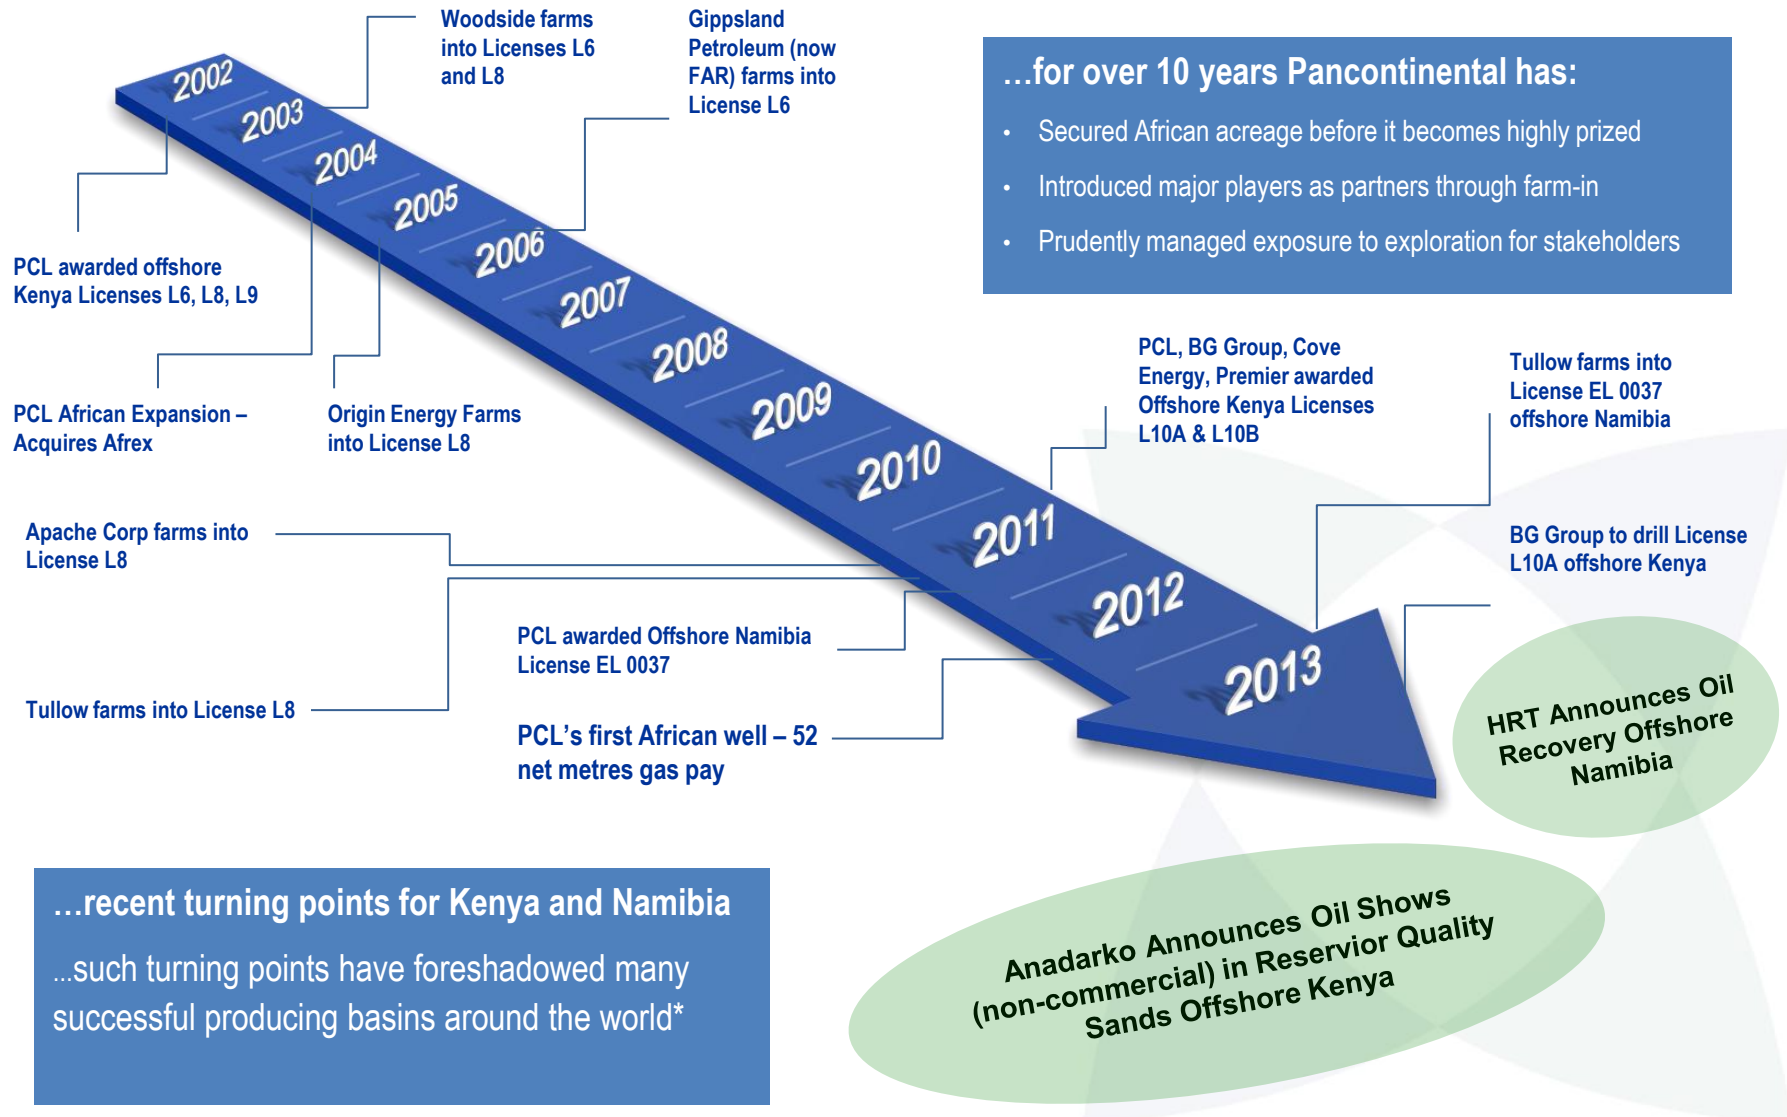 Woodside farms
into Licenses L6
and L8
Gippsland
Petroleum (now
FAR) farms into
License L6
…for over 10 years Pancontinental has:
• Secured African acreage before it becomes highly prized
• Introduced major players as partners through farm-in
• Prudently managed exposure to exploration for stakeholders
2002
2003
2004
2005
2006
2007
2008
2009
2010
2011
2012
2013
PCL awarded offshore
Kenya Licenses L6, L8, L9
PCL African Expansion –
Acquires Afrex
Origin Energy Farms
into License L8
PCL, BG Group, Cove
Energy, Premier awarded
Offshore Kenya Licenses
L10A & L10B
Tullow farms into
License EL 0037
offshore Namibia
Apache Corp farms into
License L8
BG Group to drill License
L10A offshore Kenya
PCL awarded Offshore Namibia
License EL 0037
Tullow farms into License L8
PCL’s first African well – 52
net metres gas pay
HRT Announces Oil
Recovery Offshore
Namibia
…recent turning points for Kenya and Namibia
...such turning points have foreshadowed many
successful producing basins around the world*
Anadarko Announces Oil Shows
(non-commercial) in Reservior Quality
Sands Offshore Kenya